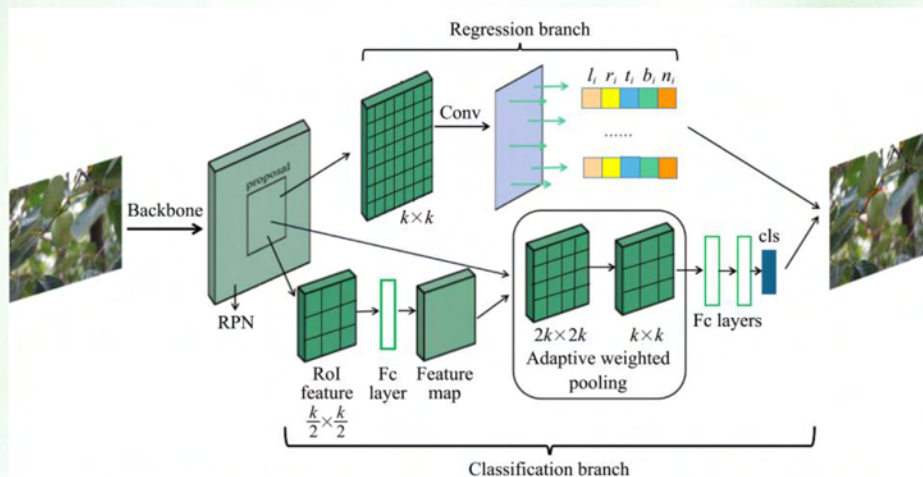 Regression branch
l_i r_i t_i b_i n_i
Conv
......
proposal
Backbone
k×k
cls
RPN
2k×2k k×k
Fc layers
Adaptive weighted
pooling
RoI
feature
k/2 × k/2
Fc
layer
Feature
map
Classification branch